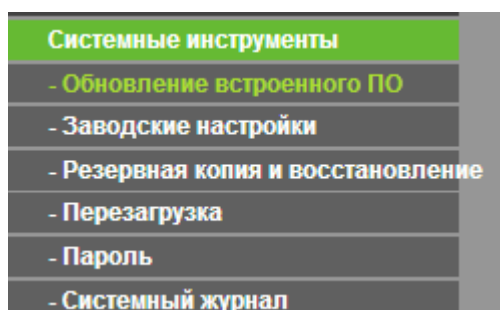 Системные инструменты
- Обновление встроенного ПО
- Заводские настройки
- Резервная копия и восстановление
- Перезагрузка
- Пароль
- Системный журнал